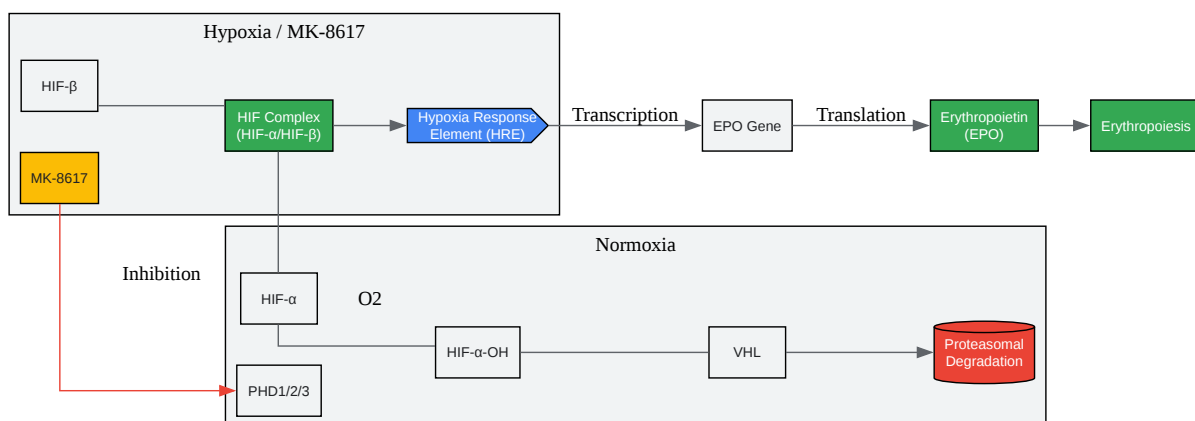 Hypoxia / MK-8617
HIF-β
HIF Complex
(HIF-α/HIF-β)
Hypoxia Response
Element (HRE)
Transcription
EPO Gene
Translation
Erythropoietin
(EPO)
Erythropoiesis
MK-8617
Inhibition
Normoxia
HIF-α
O2
HIF-α-OH
VHL
Proteasomal
Degradation
PHD1/2/3